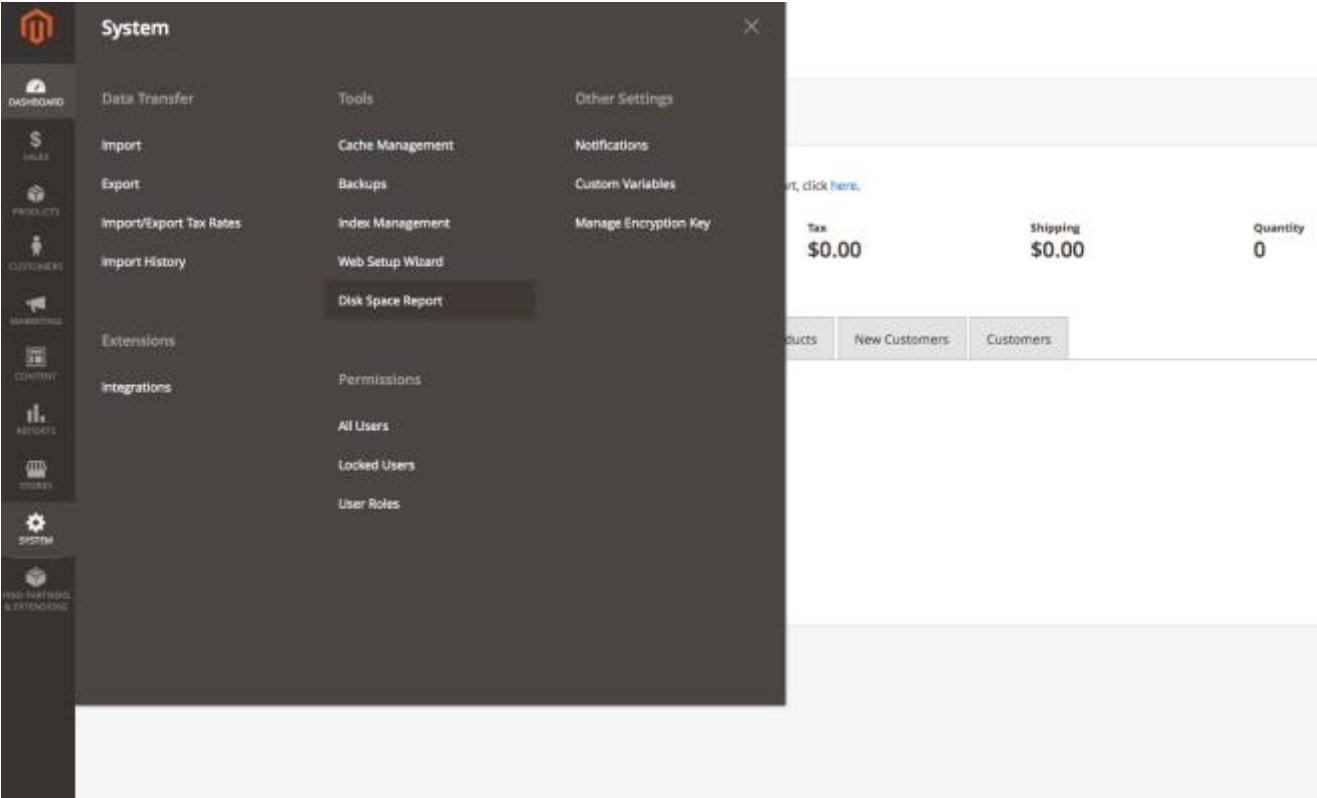 System
Data Transfer
Import
Export
Import/Export Tax Rates
Import History
Extensions
Integrations
Tools
Cache Management
Backups
Index Management
Web Setup Wizard
Disk Space Report
Permissions
All Users
Locked Users
User Roles
Other Settings
Notifications
Custom Variables
Manage Encryption Key
DASHBOARD
$
SALES
PRODUCTS
CUSTOMERS
MARKETING
CONTENT
REPORTS
STORES
SYSTEM
FIND PARTNERS
& EXTENSIONS
rt, click here.
Tax
$0.00
Shipping
$0.00
Quantity
0
ducts
New Customers
Customers